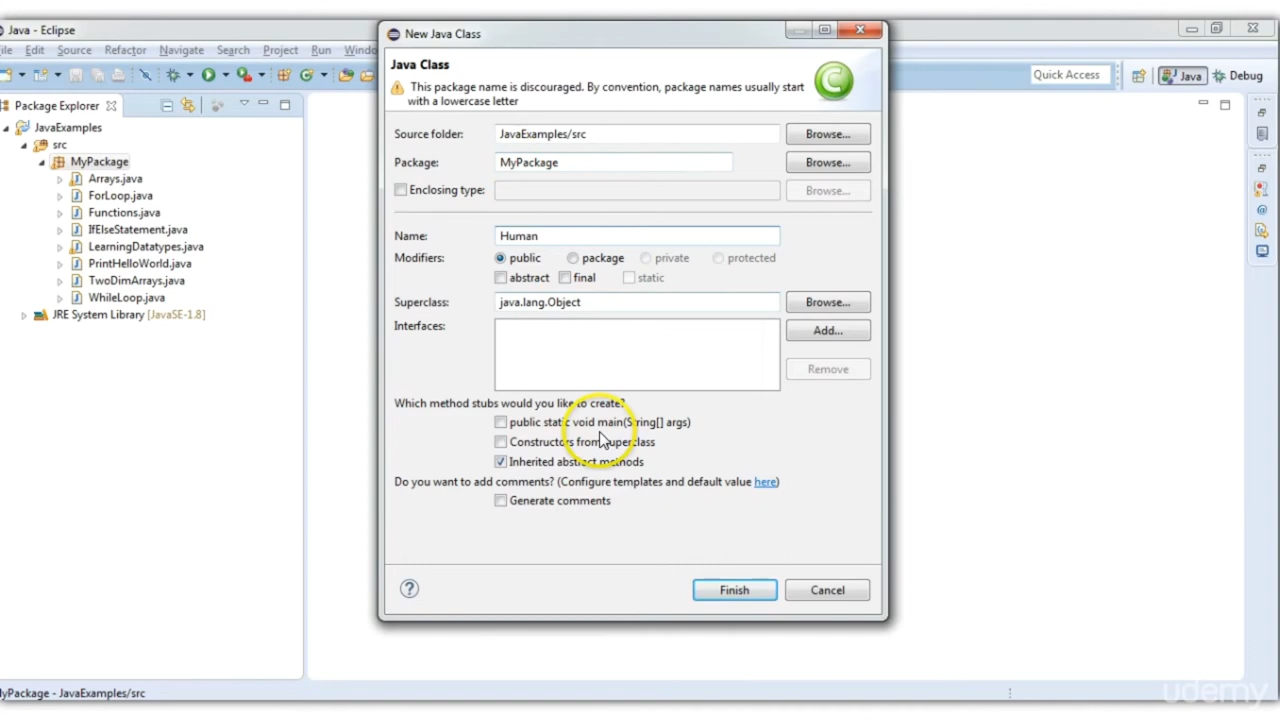 Java - Eclipse
New Java Class
ile Edit Source Refactor Navigate Search Project Run Windo
Java Class
This package name is discouraged. By convention, package names usually start
with a lowercase letter
Quick Access
Java
Debug
Package Explorer
JavaExamples
src
MyPackage
Arrays.java
ForLoop.java
Functions.java
IfElseStatement.java
LearningDatatypes.java
PrintHelloWorld.java
TwoDimArrays.java
WhileLoop.java
JRE System Library [JavaSE-1.8]
Source folder: JavaExamples/src Browse...
Package: MyPackage Browse...
Enclosing type: Browse...
Name: Human
Modifiers: public package private protected
abstract final static
Superclass: java.lang.Object Browse...
Interfaces: Add...
Remove
Which method stubs would you like to create?
public static void main(String[] args)
Constructors from superclass
Inherited abstract methods
Do you want to add comments? (Configure templates and default value here)
Generate comments
Finish Cancel
MyPackage - JavaExamples/src
udemy